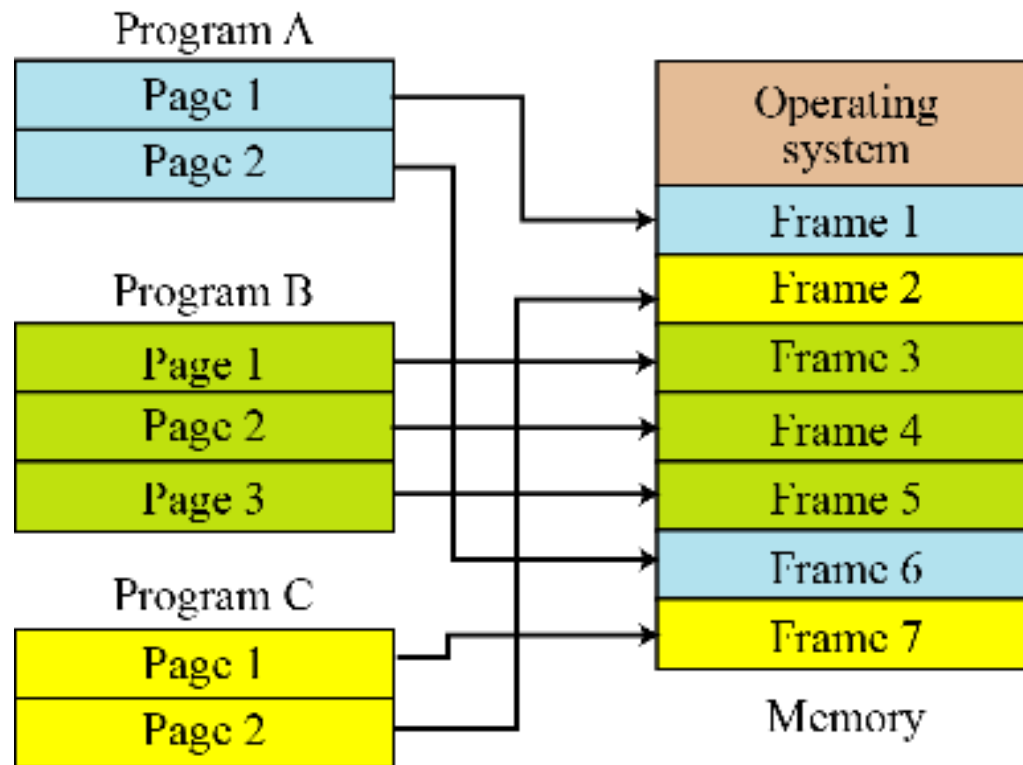 Program A
Page 1
Page 2
Program B
Page 1
Page 2
Page 3
Program C
Page 1
Page 2
Operating
system
Frame 1
Frame 2
Frame 3
Frame 4
Frame 5
Frame 6
Frame 7
Memory